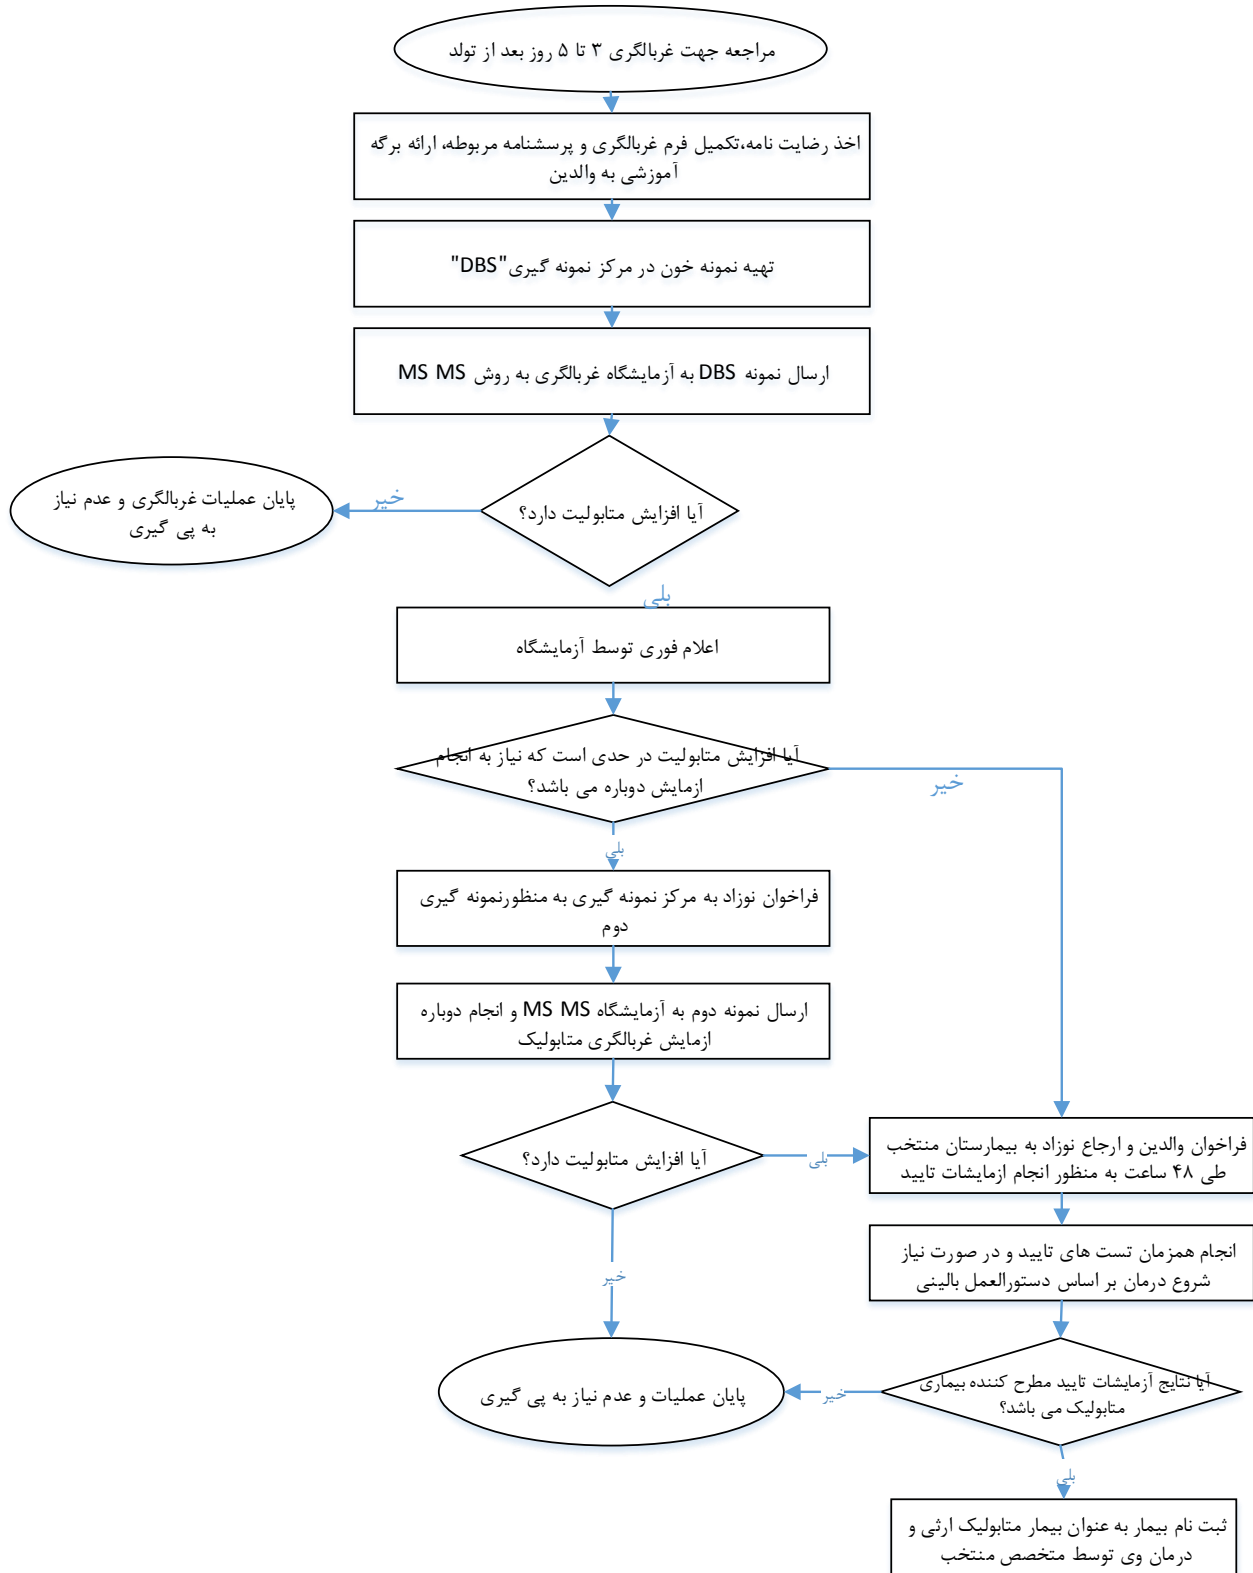 مراجعه جهت غربالگری ۳ تا ۵ روز بعد از تولد
اخذ رضایت نامه،تکمیل فرم غربالگری و پرسشنامه مربوطه، ارائه برگه
آموزشی به والدین
تهیه نمونه خون در مرکز نمونه گیری"DBS"
ارسال نمونه DBS به آزمایشگاه غربالگری به روش MS MS
آیا افزایش متابولیت دارد؟
خیر
پایان عملیات غربالگری و عدم نیاز
به پی گیری
بلی
اعلام فوری توسط آزمایشگاه
آیا افزایش متابولیت در حدی است که نیاز به انجام
ازمایش دوباره می باشد؟
خیر
بلی
فراخوان نوزاد به مرکز نمونه گیری به منظورنمونه گیری
دوم
ارسال نمونه دوم به آزمایشگاه MS MS و انجام دوباره
ازمایش غربالگری متابولیک
آیا افزایش متابولیت دارد؟
بلی
فراخوان والدین و ارجاع نوزاد به بیمارستان منتخب
طی ۴۸ ساعت به منظور انجام ازمایشات تایید
انجام همزمان تست های تایید و در صورت نیاز
شروع درمان بر اساس دستورالعمل بالینی
خیر
آیا نتایج آزمایشات تایید مطرح کننده بیماری
متابولیک می باشد؟
خیر
پایان عملیات و عدم نیاز به پی گیری
بلی
ثبت نام بیمار به عنوان بیمار متابولیک ارثی و
درمان وی توسط متخصص منتخب